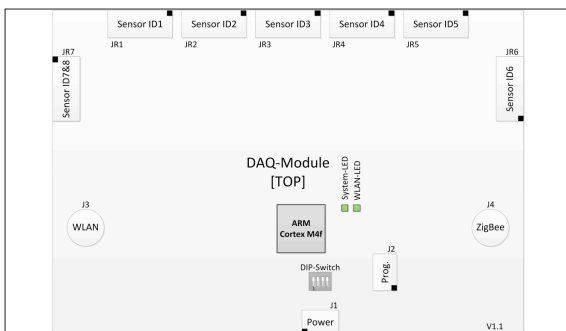 Sensor ID1 Sensor ID2 Sensor ID3 Sensor ID4 Sensor ID5
JR1 JR2 JR3 JR4 JR5
JR7
JR6
Sensor ID7&8
Sensor ID6
DAQ-Module
[TOP]
System-LED
WLAN-LED
J3
WLAN
ARM
Cortex M4f
J4
ZigBee
J2
Prog.
DIP-Switch
1
J1
Power
V1.1